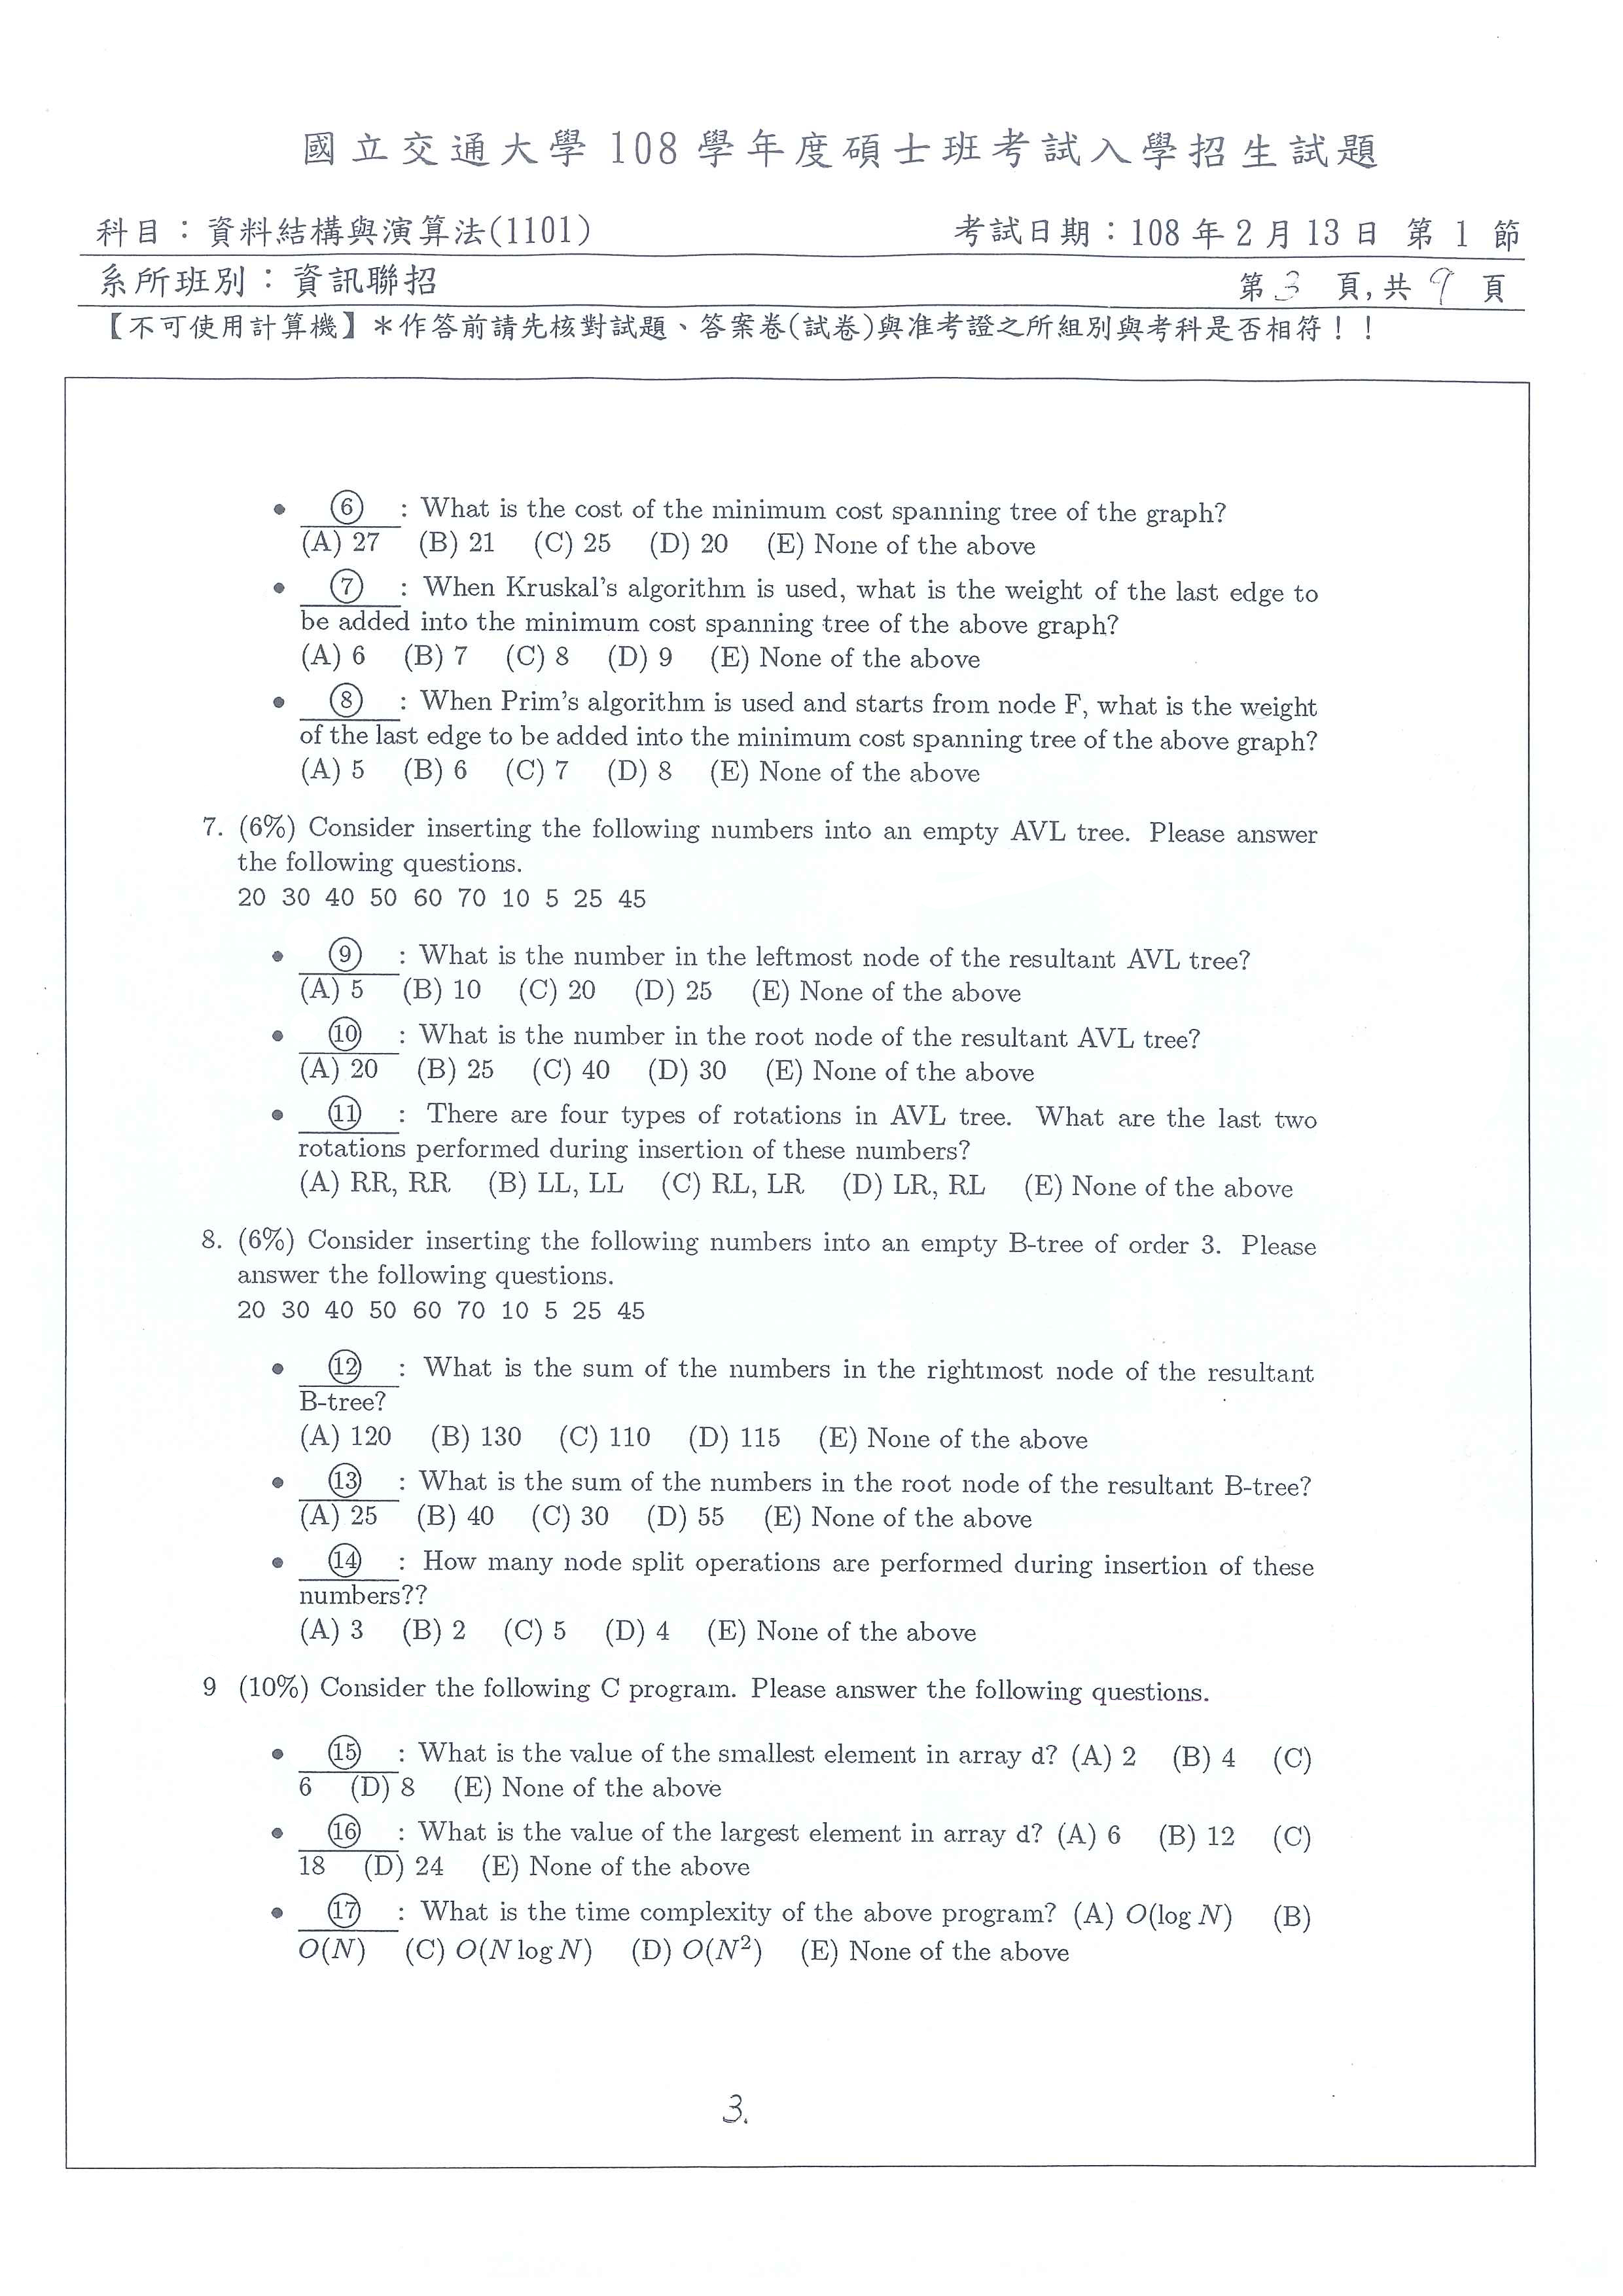 國立交通大學 108 學年度碩士班考試入學招生試題
科目：資料結構與演算法(1101) 考試日期：108 年 2 月 13 日 第 1 節
系所班別：資訊聯招 第 3 頁, 共 9 頁
【不可使用計算機】＊作答前請先核對試題、答案卷(試卷)與准考證之所組別與考科是否相符！！
• ⑥ : What is the cost of the minimum cost spanning tree of the graph?
(A) 27 (B) 21 (C) 25 (D) 20 (E) None of the above
• ⑦ : When Kruskal's algorithm is used, what is the weight of the last edge to
be added into the minimum cost spanning tree of the above graph?
(A) 6 (B) 7 (C) 8 (D) 9 (E) None of the above
• ⑧ : When Prim's algorithm is used and starts from node F, what is the weight
of the last edge to be added into the minimum cost spanning tree of the above graph?
(A) 5 (B) 6 (C) 7 (D) 8 (E) None of the above
7. (6%) Consider inserting the following numbers into an empty AVL tree. Please answer
the following questions.
20 30 40 50 60 70 10 5 25 45
• ⑨ : What is the number in the leftmost node of the resultant AVL tree?
(A) 5 (B) 10 (C) 20 (D) 25 (E) None of the above
• ⑩ : What is the number in the root node of the resultant AVL tree?
(A) 20 (B) 25 (C) 40 (D) 30 (E) None of the above
• ⑪ : There are four types of rotations in AVL tree. What are the last two
rotations performed during insertion of these numbers?
(A) RR, RR (B) LL, LL (C) RL, LR (D) LR, RL (E) None of the above
8. (6%) Consider inserting the following numbers into an empty B-tree of order 3. Please
answer the following questions.
20 30 40 50 60 70 10 5 25 45
• ⑫ : What is the sum of the numbers in the rightmost node of the resultant
B-tree?
(A) 120 (B) 130 (C) 110 (D) 115 (E) None of the above
• ⑬ : What is the sum of the numbers in the root node of the resultant B-tree?
(A) 25 (B) 40 (C) 30 (D) 55 (E) None of the above
• ⑭ : How many node split operations are performed during insertion of these
numbers??
(A) 3 (B) 2 (C) 5 (D) 4 (E) None of the above
9 (10%) Consider the following C program. Please answer the following questions.
• ⑮ : What is the value of the smallest element in array d? (A) 2 (B) 4 (C)
6 (D) 8 (E) None of the above
• ⑯ : What is the value of the largest element in array d? (A) 6 (B) 12 (C)
18 (D) 24 (E) None of the above
• ⑰ : What is the time complexity of the above program? (A) O(log N) (B)
O(N) (C) O(N log N) (D) O(N²) (E) None of the above
3.